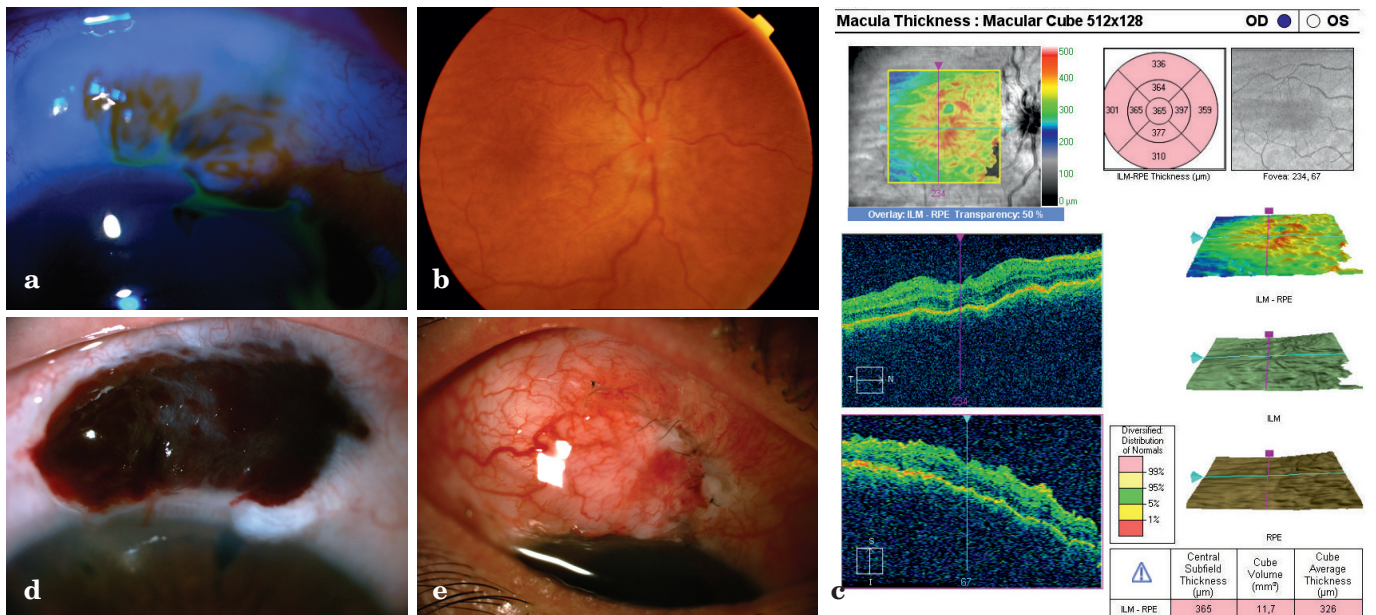 a
b
Macula Thickness : Macular Cube 512x128
OD OS
500
400
300
200
100
0 µm
234
Overlay: ILM - RPE Transparency: 50 %
336
364
301 365 365 397 359
377
310
ILM-RPE Thickness (µm)
Fovea: 234, 67
T N
234
ILM - RPE
ILM
RPE
d
e
c
S
I
67
Diversified:
Distribution
of Normals
99%
95%
5%
1%
Central Subfield Thickness (µm)
Cube Volume (mm³)
Cube Average Thickness (µm)
ILM - RPE 365 11,7 326